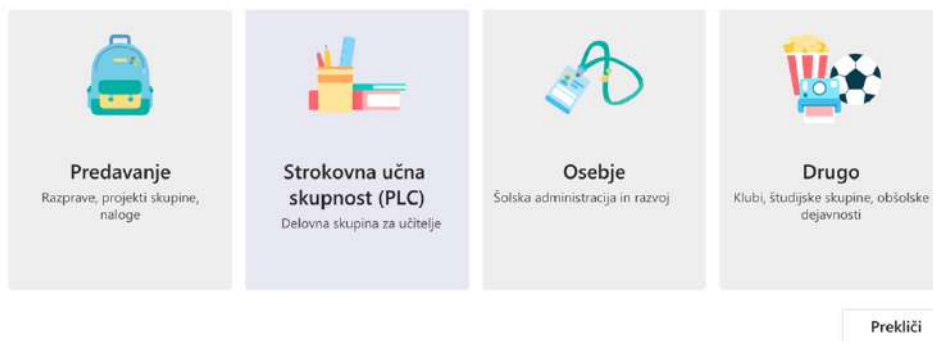 Predavanje
Razprave, projekti skupine,
naloge
Strokovna učna
skupnost (PLC)
Delovna skupina za učitelje
Osebje
Šolska administracija in razvoj
Drugo
Klubi, študijske skupine, obšolske
dejavnosti
Prekliči